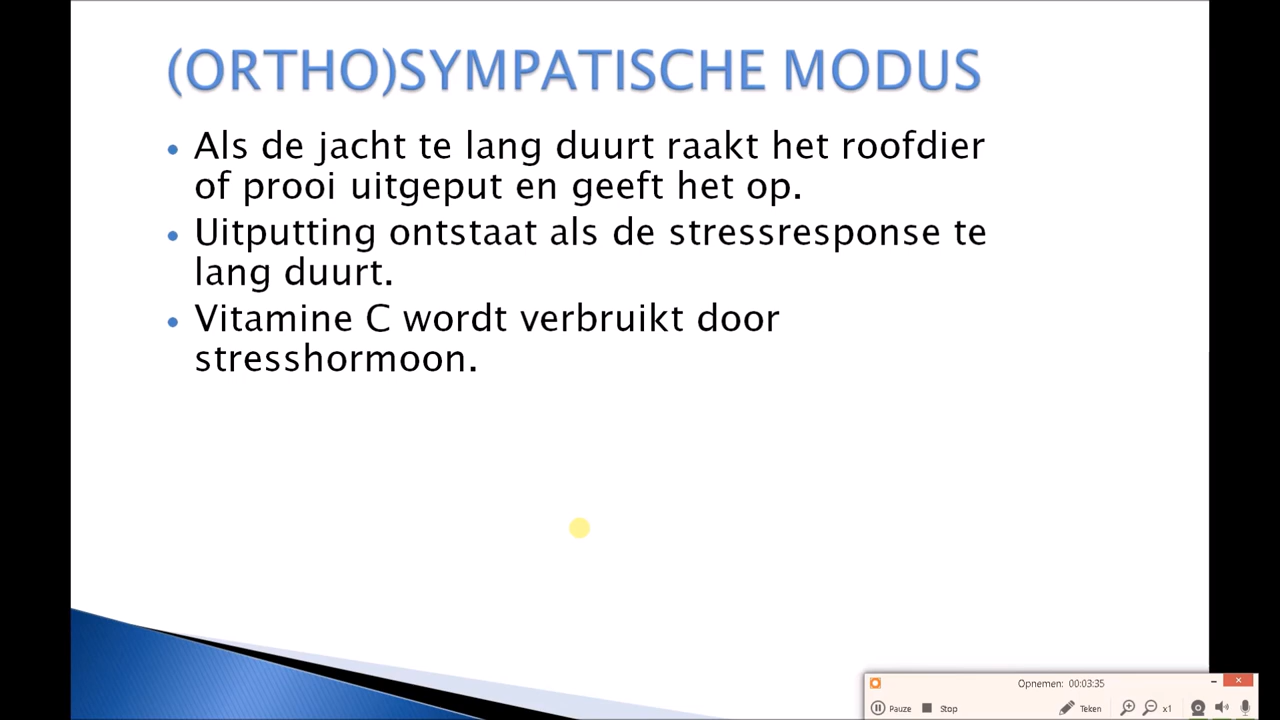 (ORTHO)SYMPATISCHE MODUS
• Als de jacht te lang duurt raakt het roofdier
of prooi uitgeput en geeft het op.
• Uitputting ontstaat als de stressresponse te
lang duurt.
• Vitamine C wordt verbruikt door
stresshormoon.
Opnemen: 00:03:35
Pauze Stop Teken x1